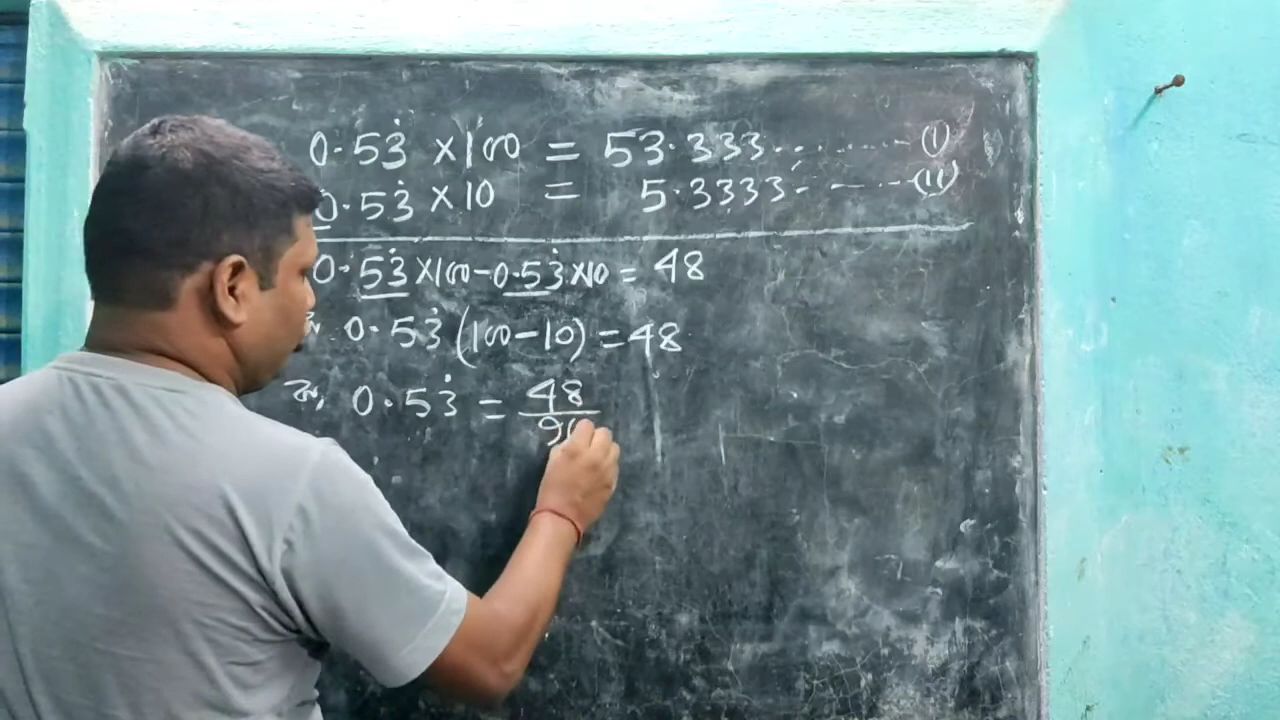 0.53̇ ×100 = 53.333.......... (I)
0.53̇ ×10 = 5.3333------(II)
0.53̇ ×100-0.53̇ ×10 = 48
বা, 0.53̇ (100-10) = 48
বা, 0.53̇ = 48/90